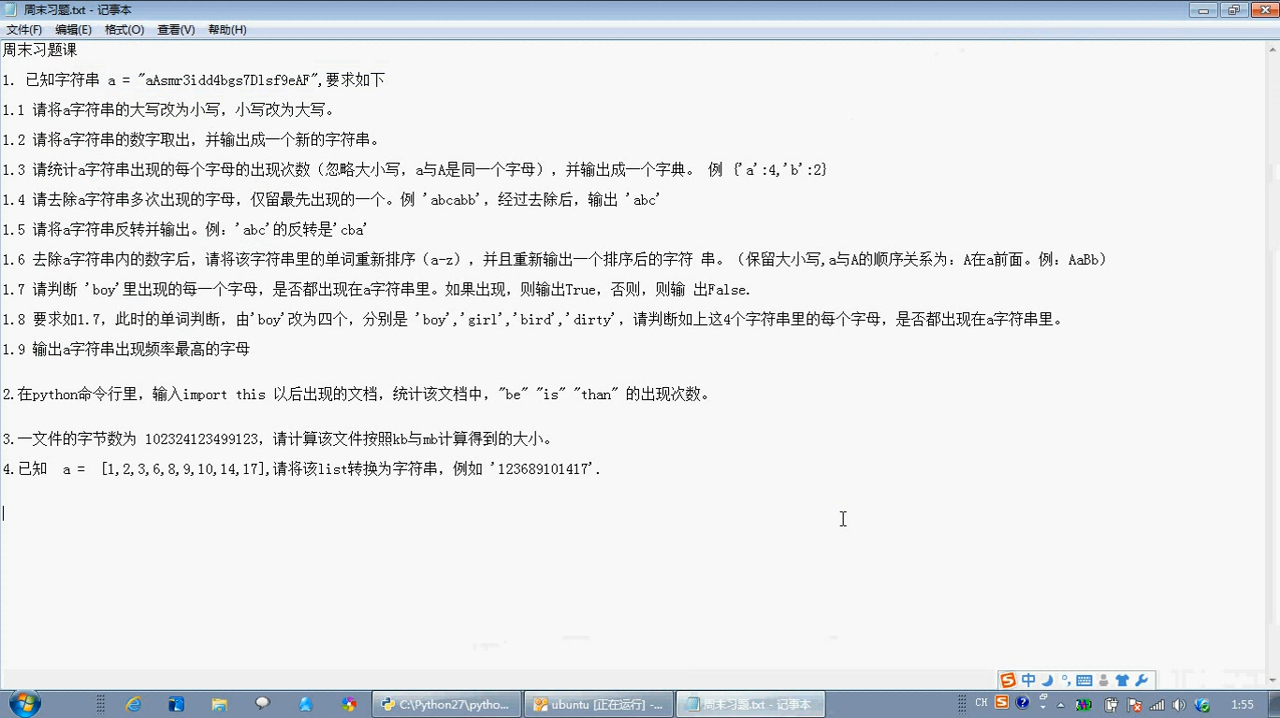 周末习题.txt - 记事本
文件(F) 编辑(E) 格式(O) 查看(V) 帮助(H)
周末习题课
1. 已知字符串 a = "aAsmr3idd4bgs7Dlsf9eAF",要求如下
1.1 请将a字符串的大写改为小写，小写改为大写。
1.2 请将a字符串的数字取出，并输出成一个新的字符串。
1.3 请统计a字符串出现的每个字母的出现次数（忽略大小写，a与A是同一个字母），并输出成一个字典。 例 {'a':4,'b':2}
1.4 请去除a字符串多次出现的字母，仅留最先出现的一个。例 'abcabb'，经过去除后，输出 'abc'
1.5 请将a字符串反转并输出。例：'abc'的反转是'cba'
1.6 去除a字符串内的数字后，请将该字符串里的单词重新排序（a-z），并且重新输出一个排序后的字符 串。（保留大小写,a与A的顺序关系为：A在a前面。例：AaBb）
1.7 请判断 'boy'里出现的每一个字母，是否都出现在a字符串里。如果出现，则输出True，否则，则输 出False.
1.8 要求如1.7，此时的单词判断，由'boy'改为四个，分别是 'boy','girl','bird','dirty'，请判断如上这4个字符串里的每个字母，是否都出现在a字符串里。
1.9 输出a字符串出现频率最高的字母
2.在python命令行里，输入import this 以后出现的文档，统计该文档中，"be" "is" "than" 的出现次数。
3.一文件的字节数为 102324123499123，请计算该文件按照kb与mb计算得到的大小。
4.已知 a = [1,2,3,6,8,9,10,14,17],请将该list转换为字符串，例如 '123689101417'.
中
C:\Python27\pytho... ubuntu [正在运行] -... 周末习题.txt - 记事本 CH 1:55